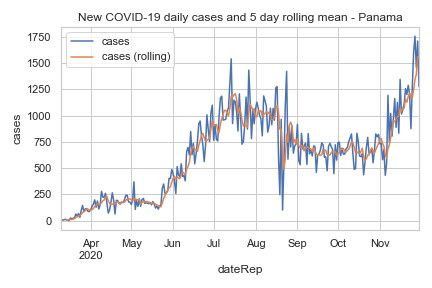 New COVID-19 daily cases and 5 day rolling mean - Panama
cases
cases (rolling)
1750
1500
1250
1000
750
500
250
0
cases
Apr
2020
May
Jun
Jul
Aug
Sep
Oct
Nov
dateRep